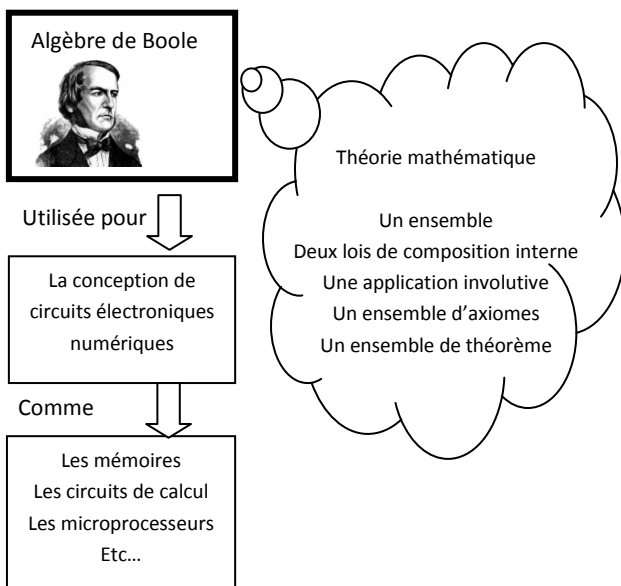 Algèbre de Boole
Utilisée pour
La conception de
circuits électroniques
numériques
Comme
Les mémoires
Les circuits de calcul
Les microprocesseurs
Etc...
Théorie mathématique
Un ensemble
Deux lois de composition interne
Une application involutive
Un ensemble d’axiomes
Un ensemble de théorème